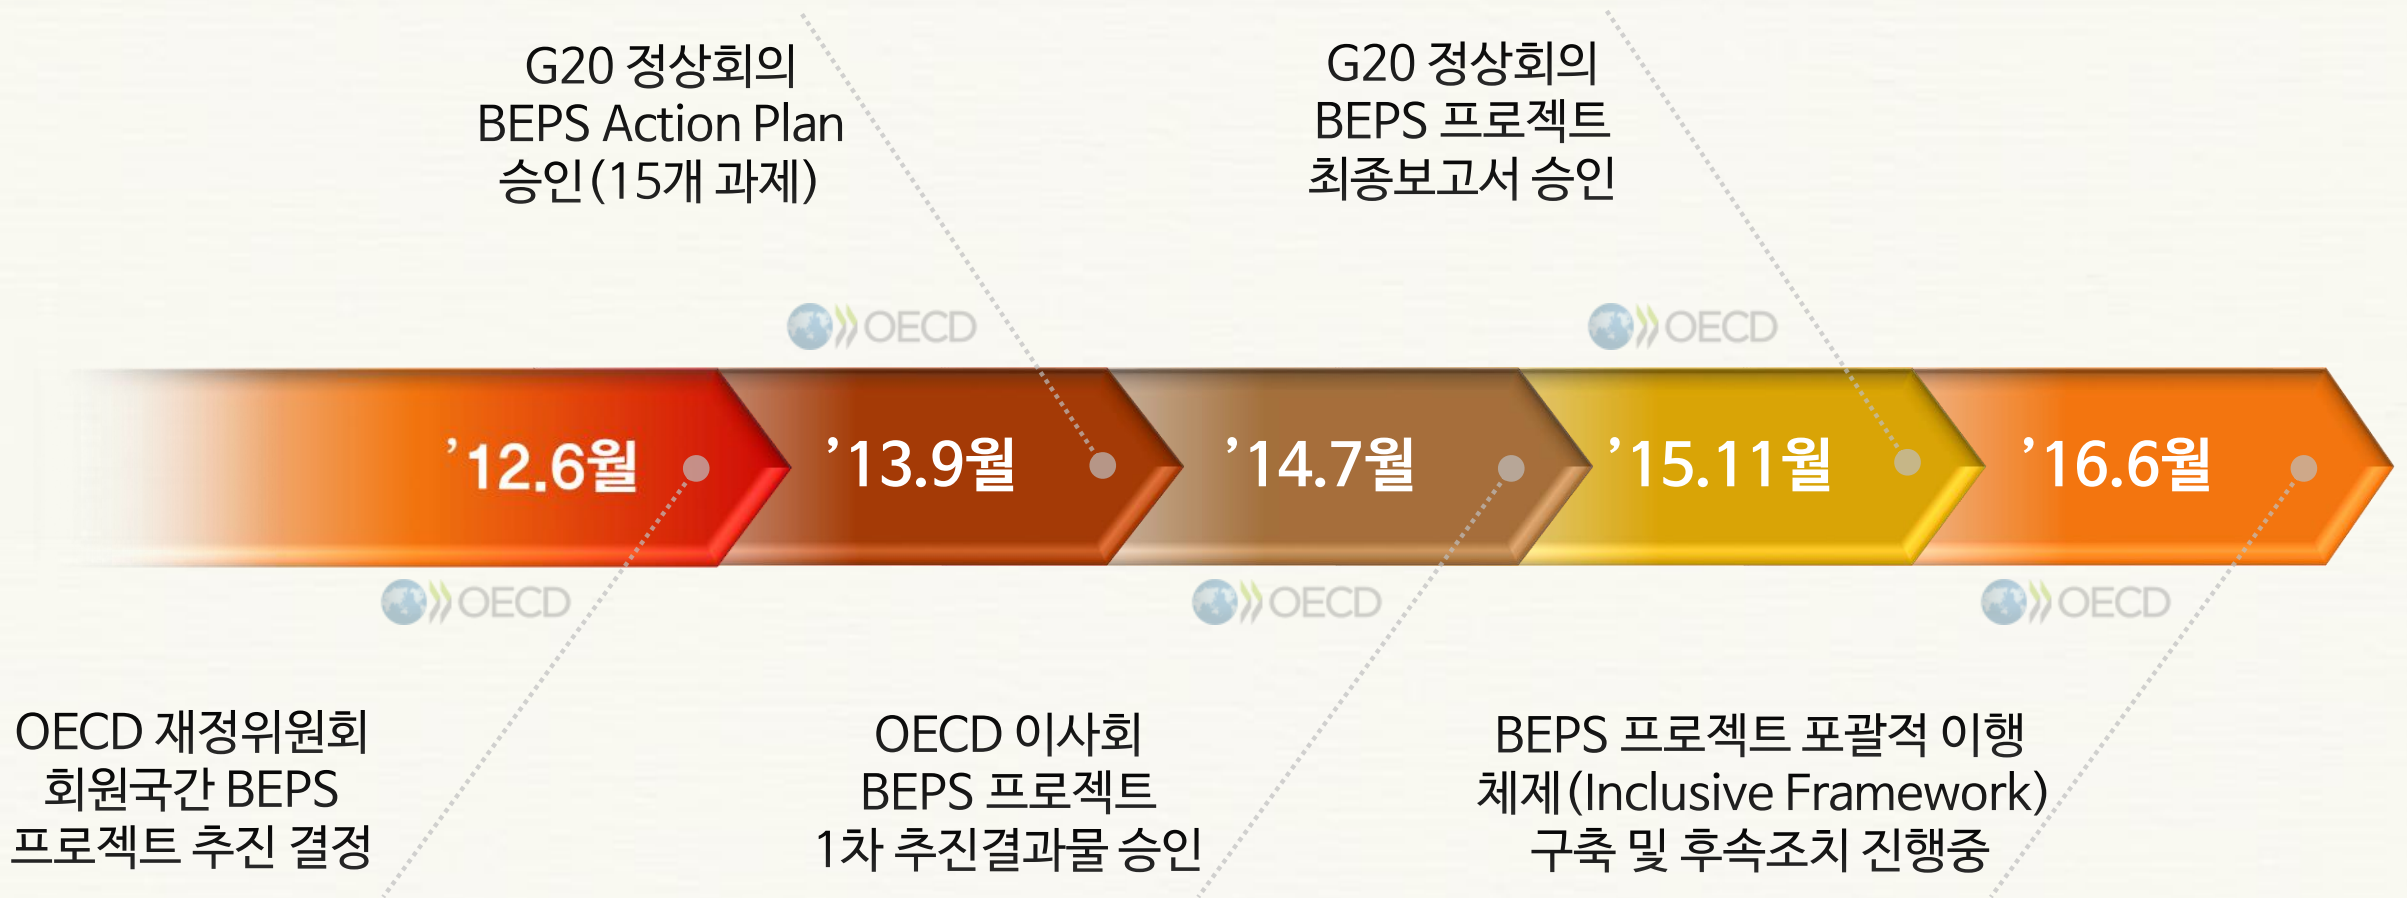 G20 정상회의
BEPS Action Plan
승인(15개 과제)
G20 정상회의
BEPS 프로젝트
최종보고서 승인
OECD
OECD
’12.6월
’13.9월
’14.7월
’15.11월
’16.6월
OECD
OECD
OECD
OECD 재정위원회
회원국간 BEPS
프로젝트 추진 결정
OECD 이사회
BEPS 프로젝트
1차 추진결과물 승인
BEPS 프로젝트 포괄적 이행
체제(Inclusive Framework)
구축 및 후속조치 진행중